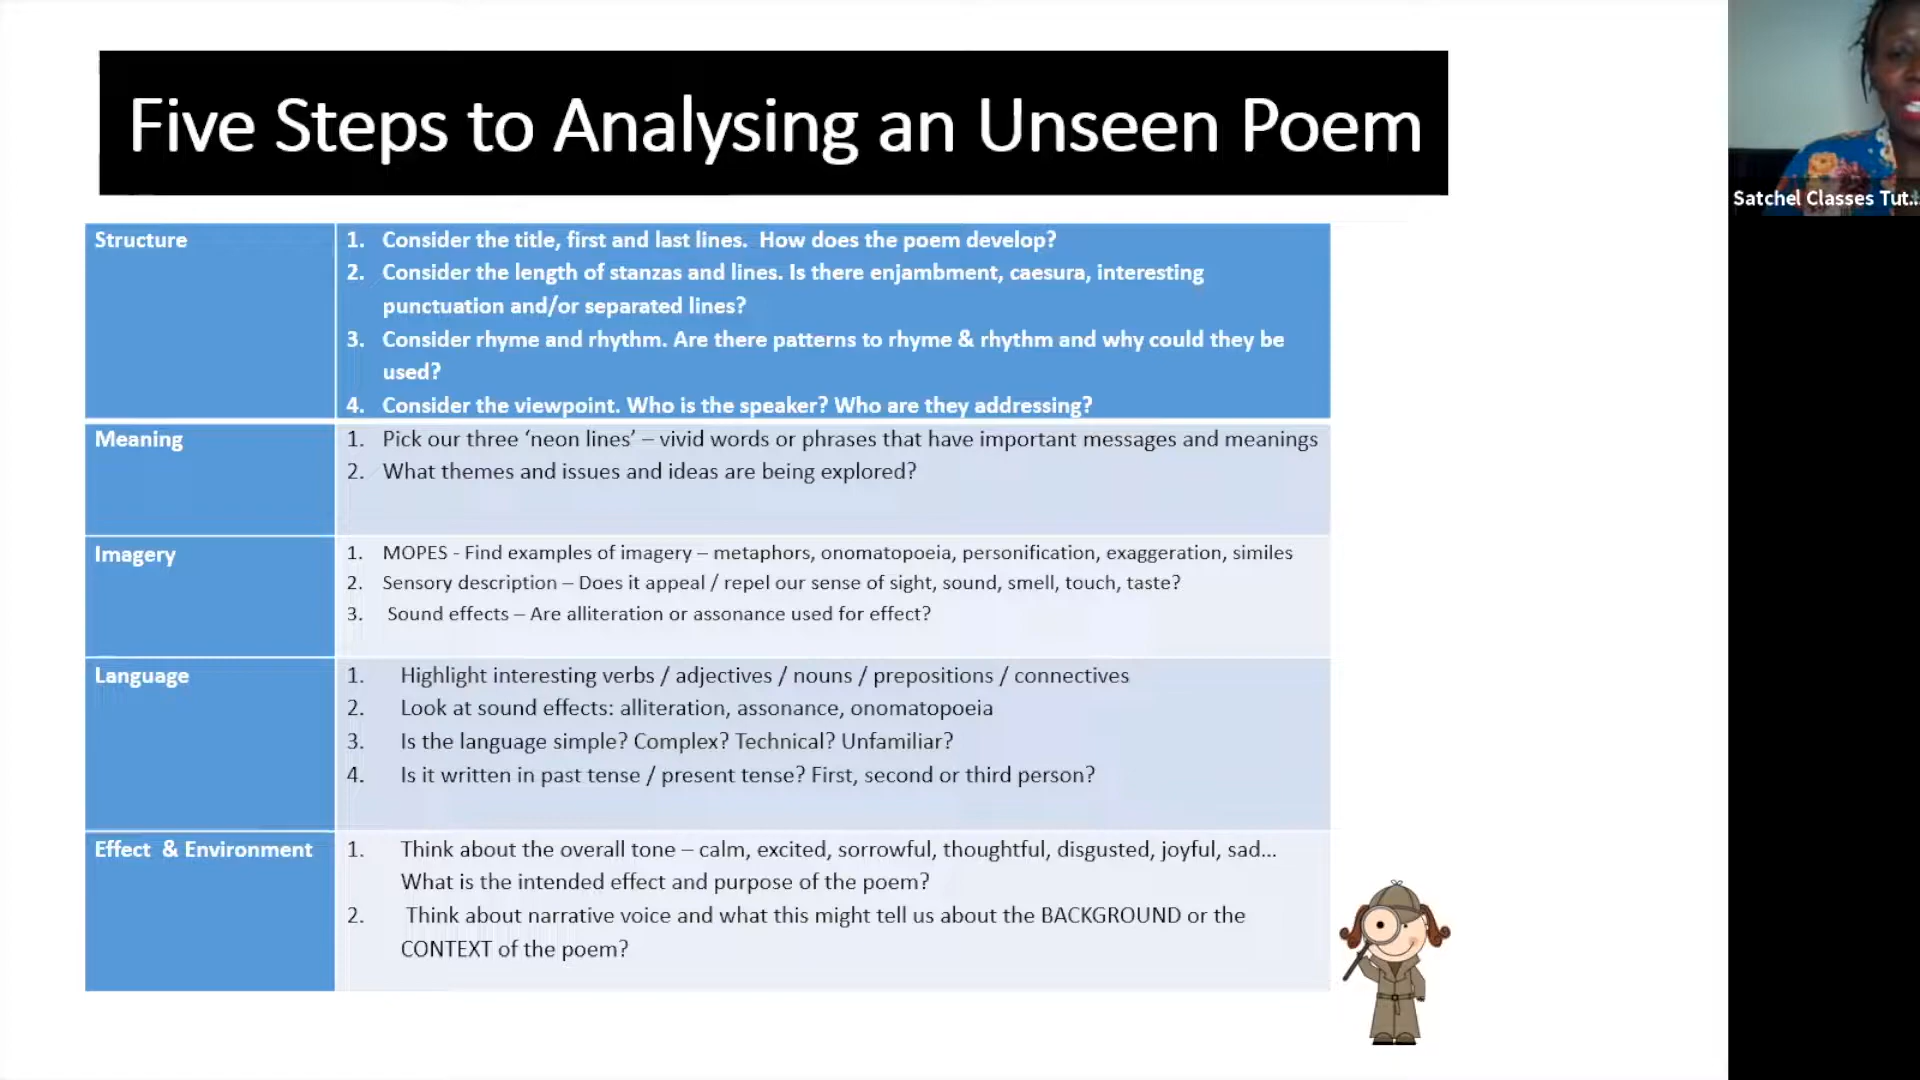 Five Steps to Analysing an Unseen Poem
Satchel Classes Tut...
Structure
1. Consider the title, first and last lines. How does the poem develop?
2. Consider the length of stanzas and lines. Is there enjambment, caesura, interesting
punctuation and/or separated lines?
3. Consider rhyme and rhythm. Are there patterns to rhyme & rhythm and why could they be
used?
4. Consider the viewpoint. Who is the speaker? Who are they addressing?
Meaning
1. Pick our three ‘neon lines’ – vivid words or phrases that have important messages and meanings
2. What themes and issues and ideas are being explored?
Imagery
1. MOPES - Find examples of imagery – metaphors, onomatopoeia, personification, exaggeration, similes
2. Sensory description – Does it appeal / repel our sense of sight, sound, smell, touch, taste?
3. Sound effects – Are alliteration or assonance used for effect?
Language
1. Highlight interesting verbs / adjectives / nouns / prepositions / connectives
2. Look at sound effects: alliteration, assonance, onomatopoeia
3. Is the language simple? Complex? Technical? Unfamiliar?
4. Is it written in past tense / present tense? First, second or third person?
Effect & Environment
1. Think about the overall tone – calm, excited, sorrowful, thoughtful, disgusted, joyful, sad...
What is the intended effect and purpose of the poem?
2. Think about narrative voice and what this might tell us about the BACKGROUND or the
CONTEXT of the poem?